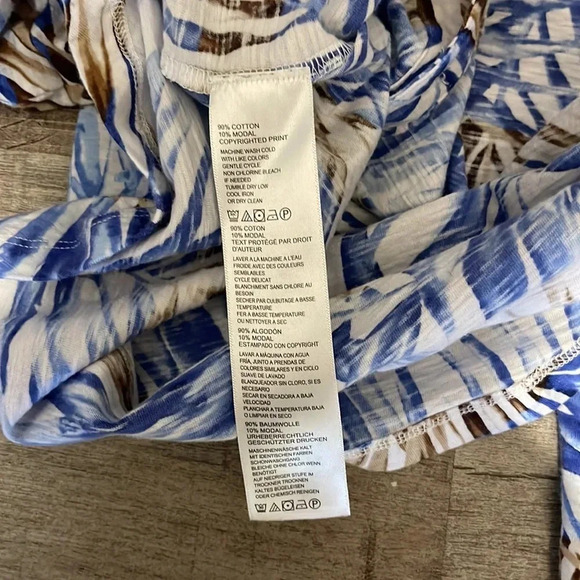 90% COTTON
10% MODAL
COPYRIGHTED PRINT
MACHINE WASH COLD
WITH LIKE COLORS
GENTLE CYCLE
NON CHLORINE BLEACH
IF NEEDED
TUMBLE DRY LOW
COOL IRON
OR DRY CLEAN
90% COTON
10% MODAL
TEXT PROTÉGÉ PAR DROIT
D'AUTEUR
LAVER A LA MACHINE A L'EAU
FROIDE AVEC DES COULEURS
SEMBLABLES
CYCLE DELICAT
BLANCHIMENT SANS CHLORE AU
BESOIN
SECHER PAR CULBUTAGE A BASSE
TEMPERATURE
FER A BASSE TEMPERATURE
OU NETTOYER A SEC
90% ALGODÓN
10% MODAL
ESTAMPADO CON COPYRIGHT
LAVAR A MÁQUINA CON AGUA
FRÍA, JUNTO A PRENDAS DE
COLORES SIMILARES Y EN CICLO
SUAVE DE LAVADO
BLANQUEADOR SIN CLORO, SI ES
NECESARIO
SECAR EN SECADORA A BAJA
VELOCIDAD
PLANCHAR A TEMPERATURA BAJA
O LIMPIAR EN SECO
90% BAUMWOLLE
10% MODAL
URHEBERRECHTLICH
GESCHÜTZTER DRUCKEN
MASCHINENWÄSCHE KALT
MIT IDENTISCHEN FARBEN
SCHONWASCHGANG
BLEICHE OHNE CHLOR WENN
BENÖTIGT
AUF NIEDRIGER STUFE IM
TROCKNER TROCKNEN
KALTES BÜGELEISEN
ODER CHEMISCH REINIGEN